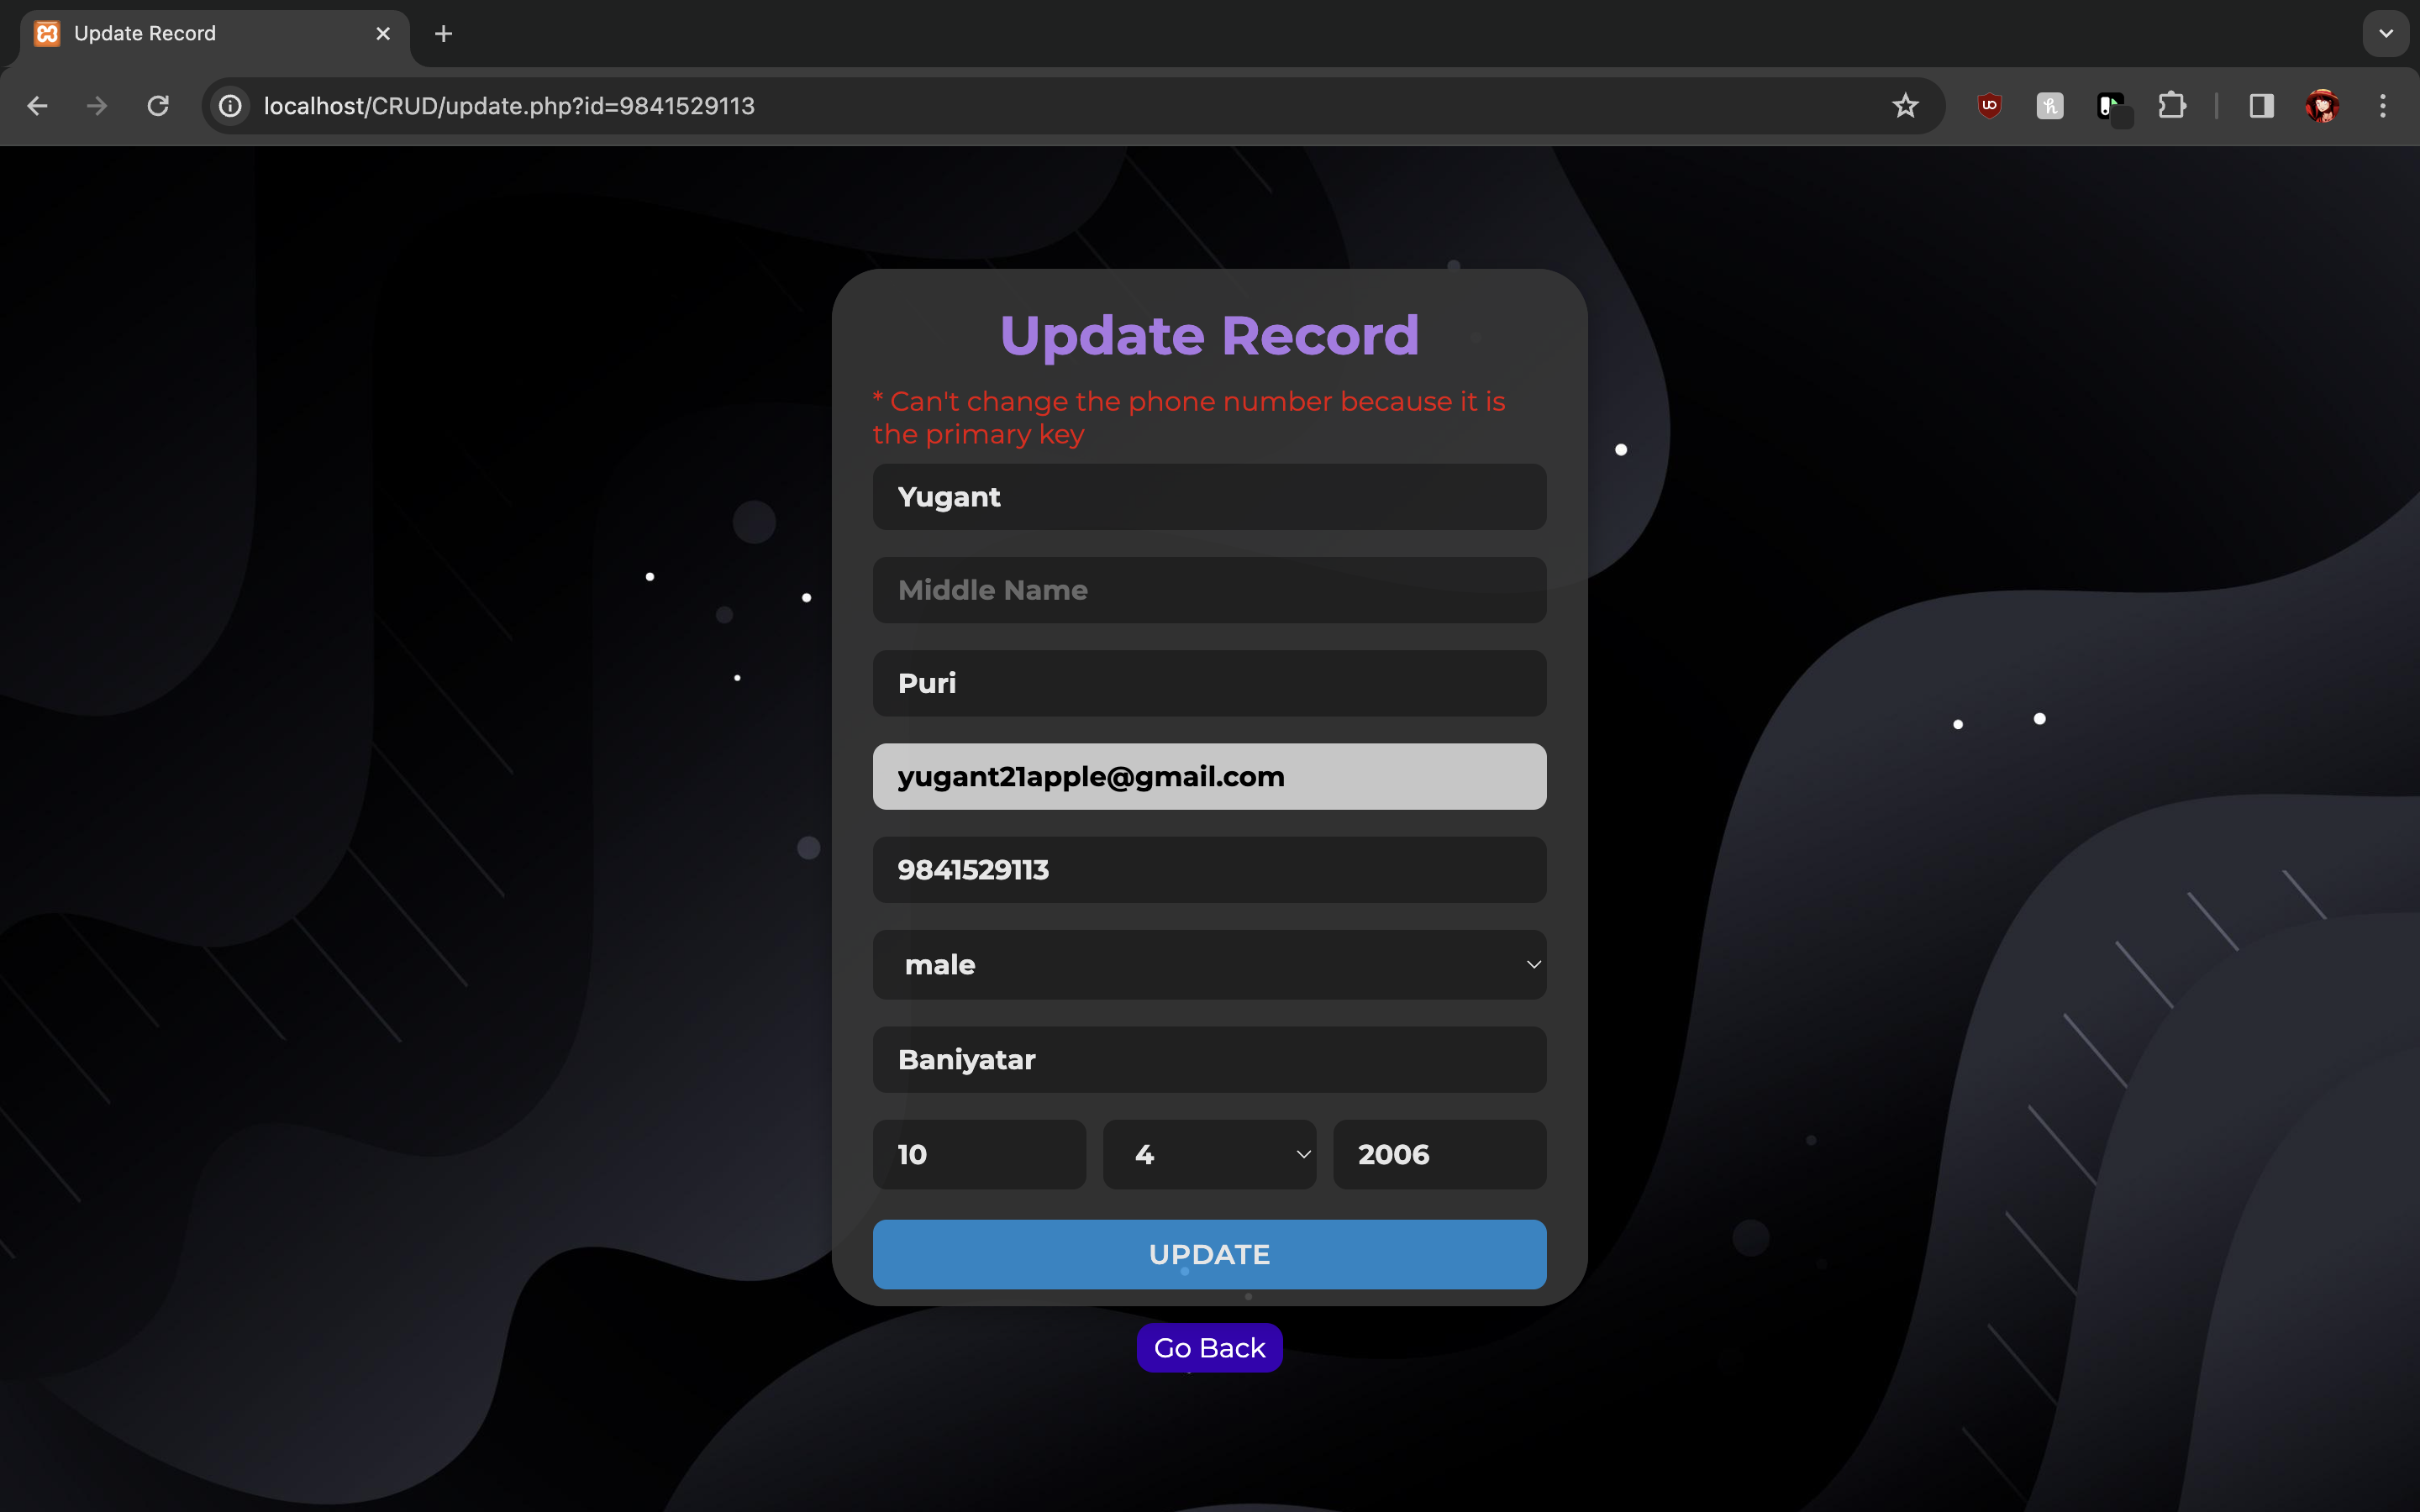 Update Record
localhost/CRUD/update.php?id=9841529113
Update Record
* Can't change the phone number because it is
the primary key
Yugant
Middle Name
Puri
yugant21apple@gmail.com
9841529113
male
Baniyatar
10 4 2006
UPDATE
Go Back